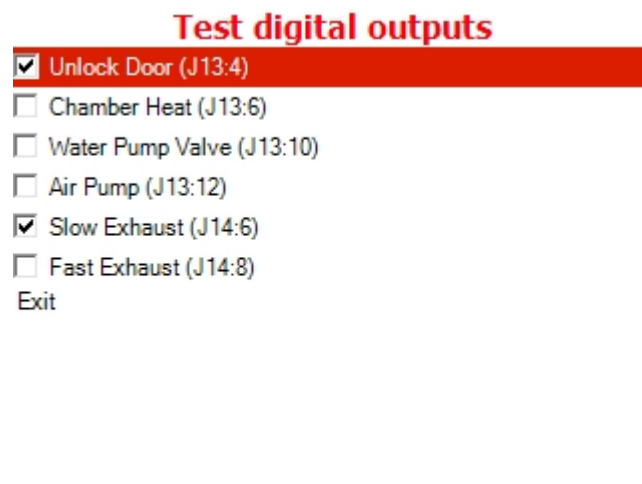 Test digital outputs
Unlock Door (J13:4)
Chamber Heat (J13:6)
Water Pump Valve (J13:10)
Air Pump (J13:12)
Slow Exhaust (J14:6)
Fast Exhaust (J14:8)
Exit